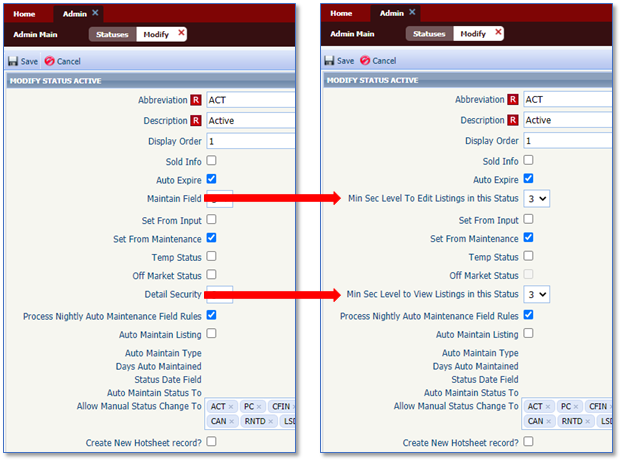 Home Admin ×
Admin Main Statuses Modify ×
Save Cancel
MODIFY STATUS ACTIVE
Abbreviation R ACT
Description R Active
Display Order 1
Sold Info
Auto Expire
Maintain Field
Set From Input
Set From Maintenance
Temp Status
Off Market Status
Detail Security
Process Nightly Auto Maintenance Field Rules
Auto Maintain Listing
Auto Maintain Type
Days Auto Maintained
Status Date Field
Auto Maintain Status To
Allow Manual Status Change To ACT × PC × CFIN ×
CAN × RNTD ×
Create New Hotsheet record?
Home Admin ×
Admin Main Statuses Modify ×
Save Cancel
MODIFY STATUS ACTIVE
Abbreviation R ACT
Description R Active
Display Order 1
Sold Info
Auto Expire
Min Sec Level To Edit Listings in this Status 3
Set From Input
Set From Maintenance
Temp Status
Off Market Status
Min Sec Level to View Listings in this Status 3
Process Nightly Auto Maintenance Field Rules
Auto Maintain Listing
Auto Maintain Type
Days Auto Maintained
Status Date Field
Auto Maintain Status To
Allow Manual Status Change To ACT × PC × CFIN
CAN × RNTD ×
Create New Hotsheet record?